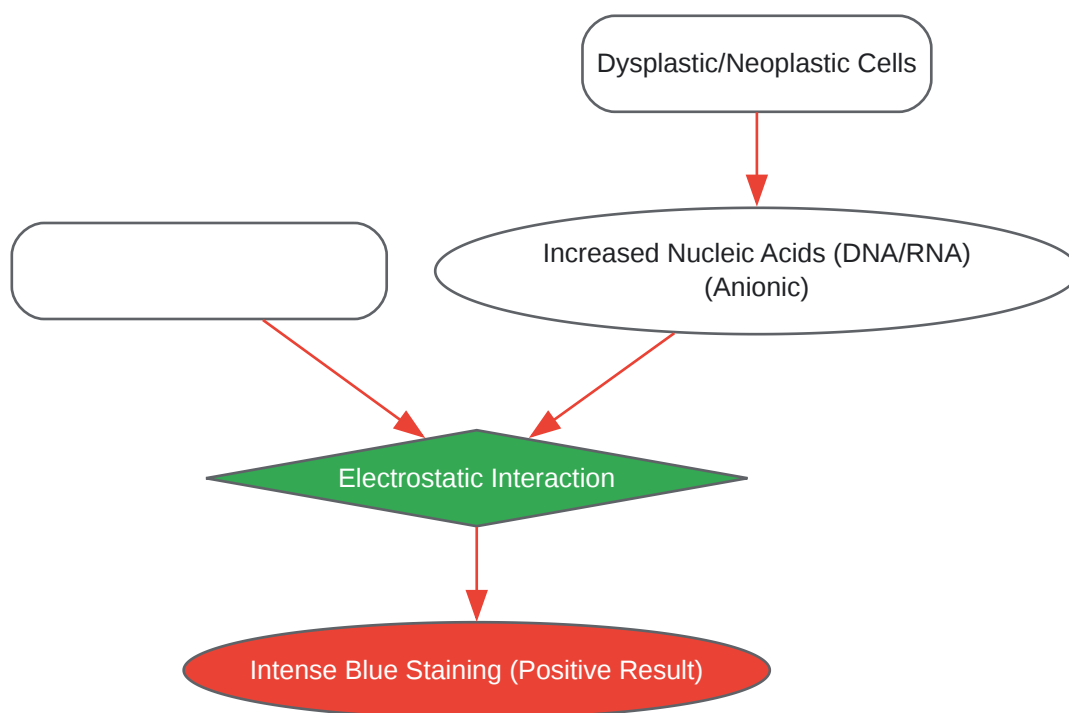 Dysplastic/Neoplastic Cells
Increased Nucleic Acids (DNA/RNA)
(Anionic)
Electrostatic Interaction
Intense Blue Staining (Positive Result)